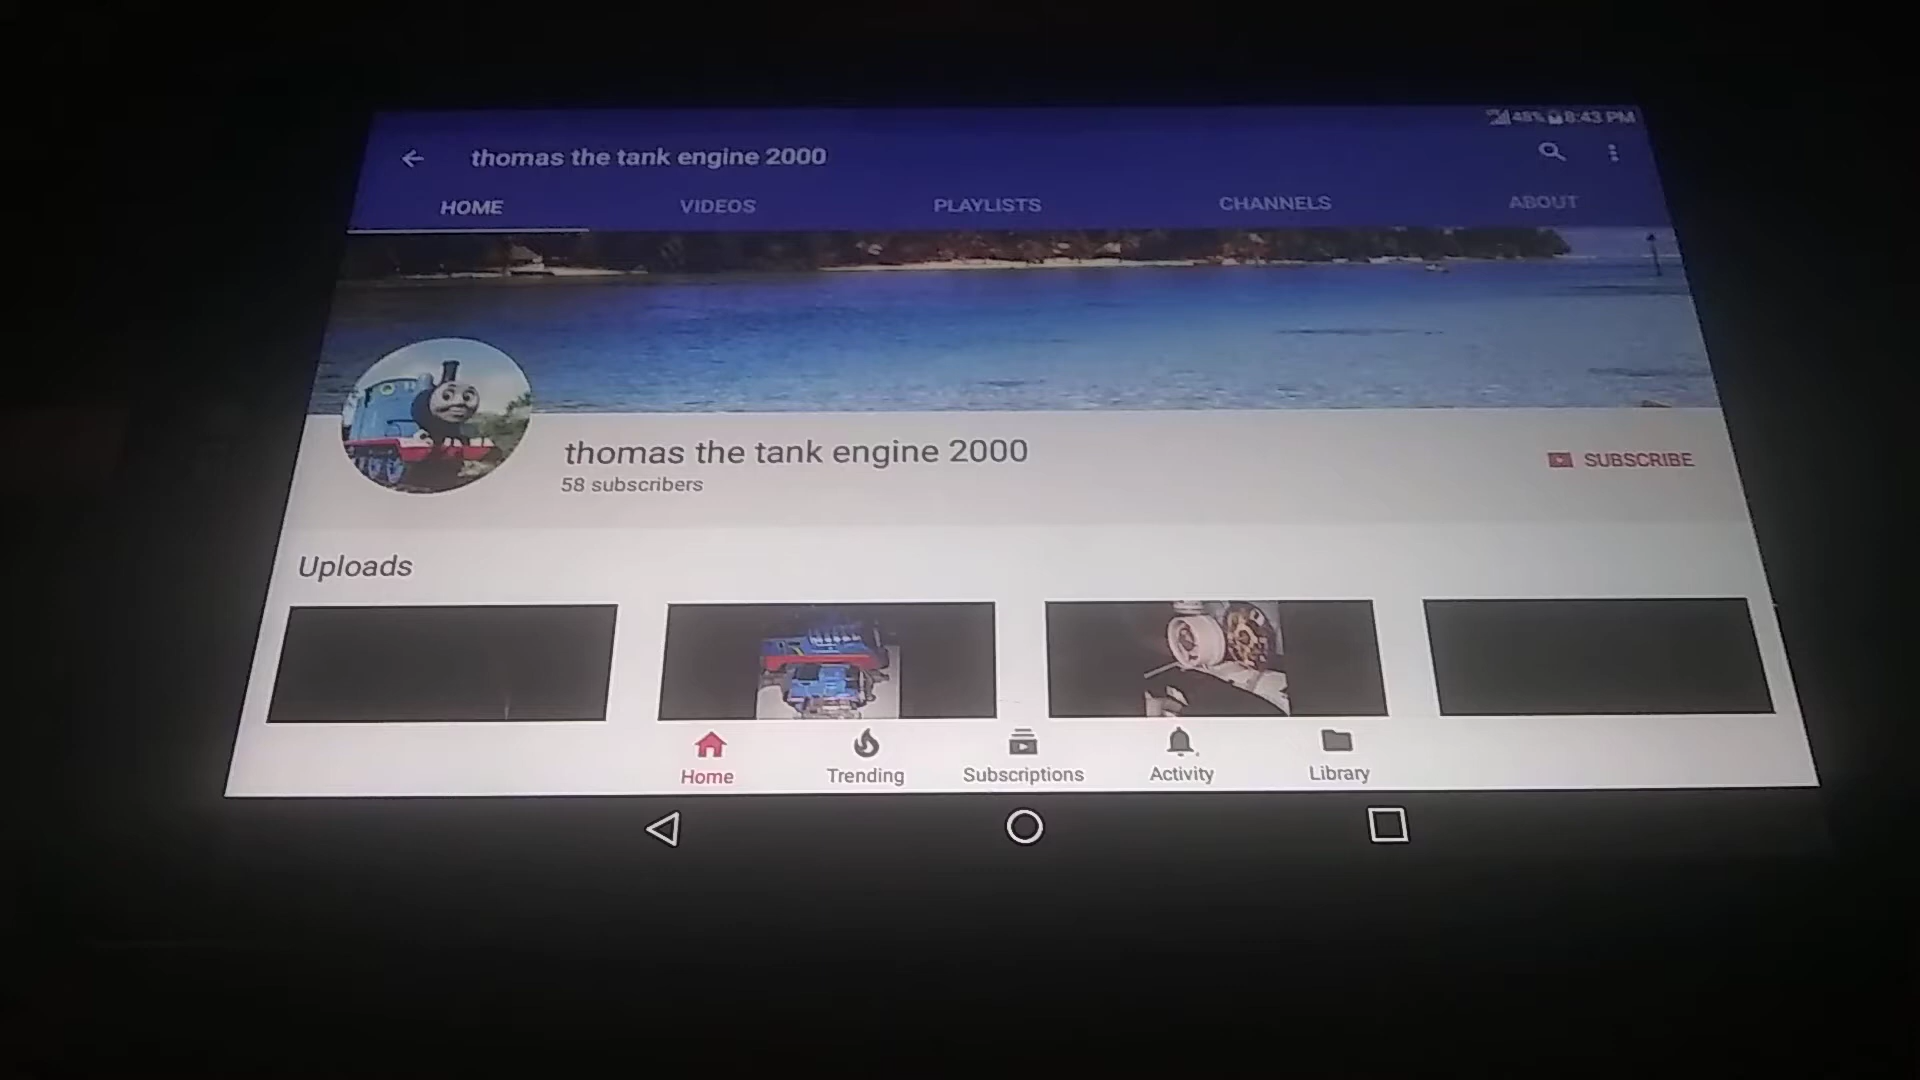 48% 8:43 PM
thomas the tank engine 2000
HOME VIDEOS PLAYLISTS CHANNELS ABOUT
thomas the tank engine 2000
58 subscribers
SUBSCRIBE
Uploads
Home Trending Subscriptions Activity Library